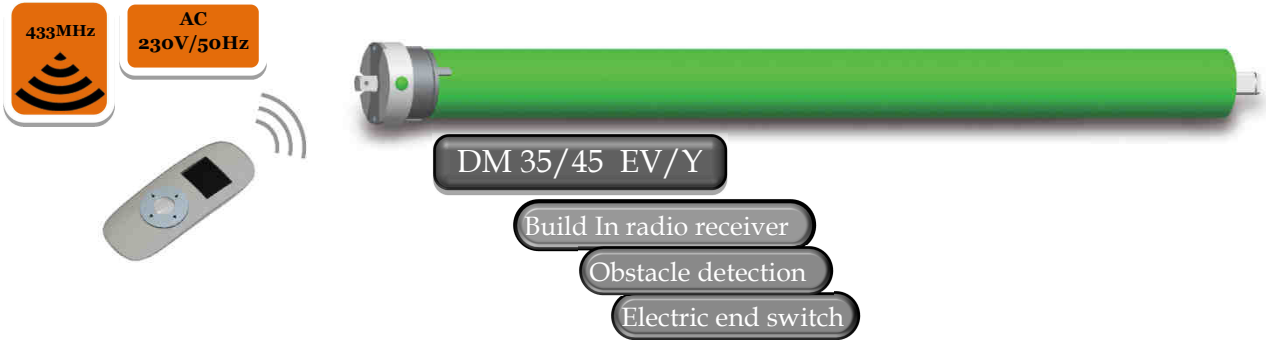 433MHz
AC
230V/50Hz
DM 35/45 EV/Y
Build In radio receiver
Obstacle detection
Electric end switch